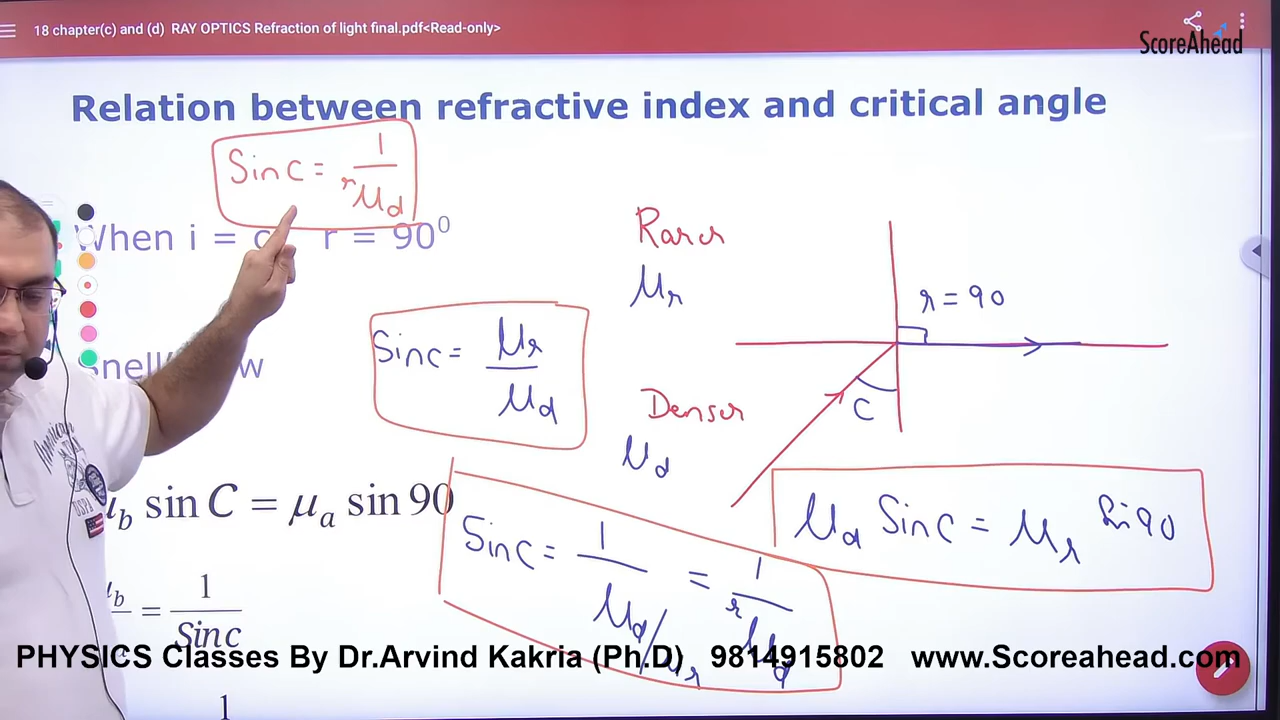 18 chapter(c) and (d) RAY OPTICS Refraction of light final.pdf<Read-only>
ScoreAhead
Relation between refractive index and critical angle
Sin c = 1 / rμd
When i = c r = 90⁰
Rarer
μr
r = 90
Sin c = μr / μd
Denser
μd
C
μb sin C = μa sin 90
μd Sin c = μr Sin 90
Sin c = 1 / μd/μr = 1 / rμd
μb = 1 / Sinc
1
PHYSICS Classes By Dr.Arvind Kakria (Ph.D) 9814915802 www.Scoreahead.com